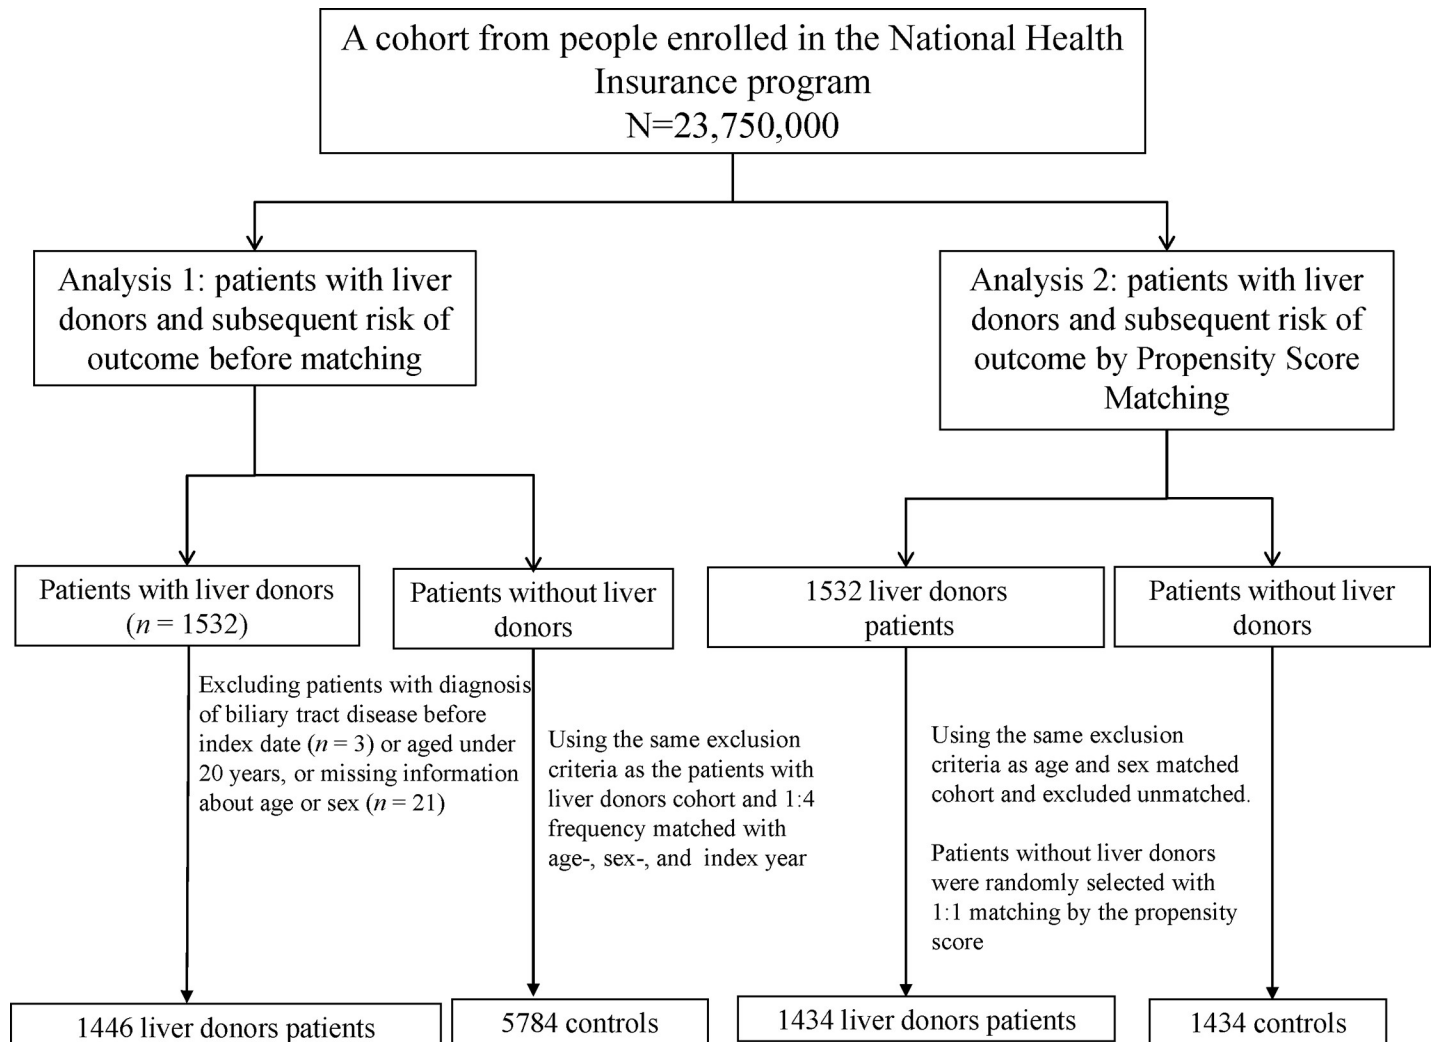 A cohort from people enrolled in the National Health
Insurance program
N=23,750,000
Analysis 1: patients with liver
donors and subsequent risk of
outcome before matching
Analysis 2: patients with liver
donors and subsequent risk of
outcome by Propensity Score
Matching
Patients with liver donors
(n = 1532)
Patients without liver
donors
1532 liver donors
patients
Patients without liver
donors
Excluding patients with diagnosis
of biliary tract disease before
index date (n = 3) or aged under
20 years, or missing information
about age or sex (n = 21)
Using the same exclusion
criteria as the patients with
liver donors cohort and 1:4
frequency matched with
age-, sex-, and index year
Using the same exclusion
criteria as age and sex matched
cohort and excluded unmatched.
Patients without liver donors
were randomly selected with
1:1 matching by the propensity
score
1446 liver donors patients
5784 controls
1434 liver donors patients
1434 controls